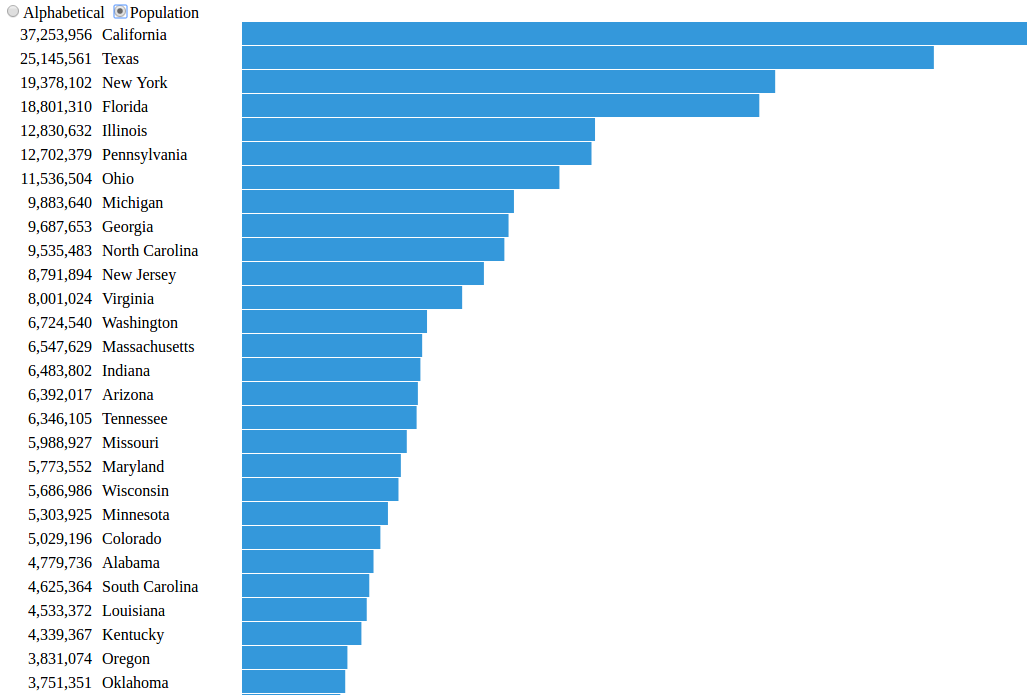 Alphabetical Population
37,253,956 California
25,145,561 Texas
19,378,102 New York
18,801,310 Florida
12,830,632 Illinois
12,702,379 Pennsylvania
11,536,504 Ohio
9,883,640 Michigan
9,687,653 Georgia
9,535,483 North Carolina
8,791,894 New Jersey
8,001,024 Virginia
6,724,540 Washington
6,547,629 Massachusetts
6,483,802 Indiana
6,392,017 Arizona
6,346,105 Tennessee
5,988,927 Missouri
5,773,552 Maryland
5,686,986 Wisconsin
5,303,925 Minnesota
5,029,196 Colorado
4,779,736 Alabama
4,625,364 South Carolina
4,533,372 Louisiana
4,339,367 Kentucky
3,831,074 Oregon
3,751,351 Oklahoma